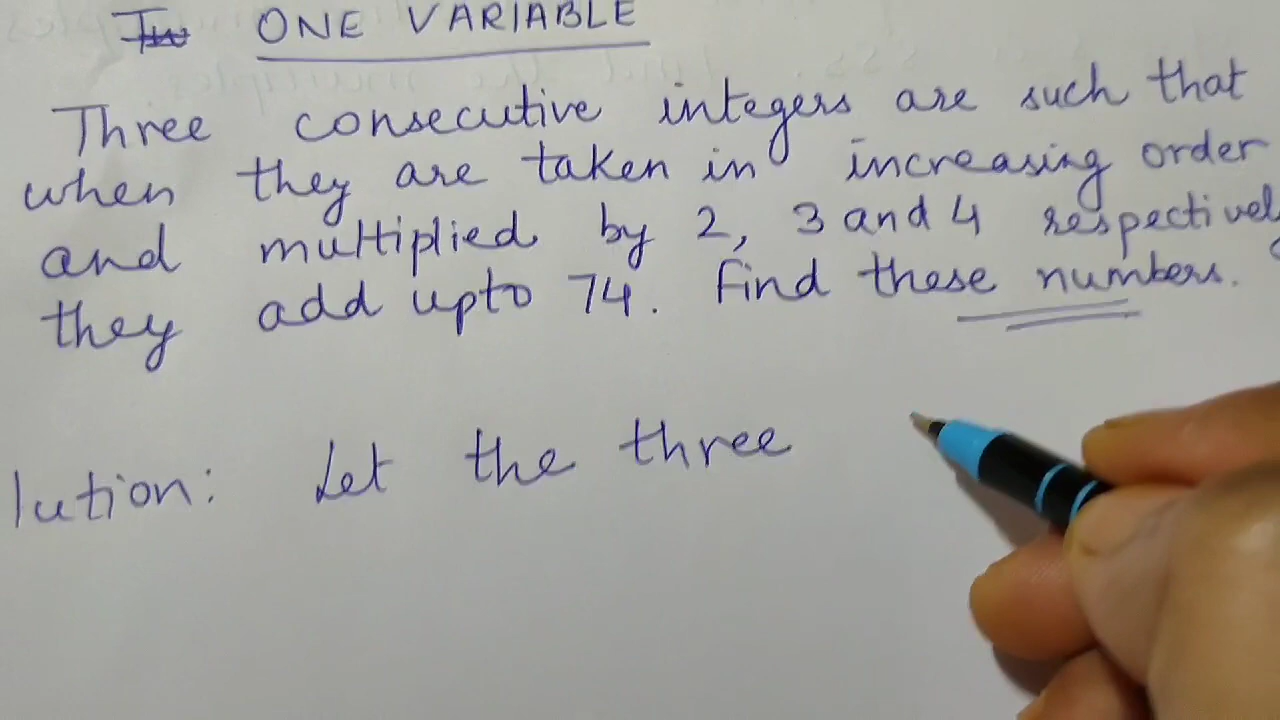 ONE VARIABLE
Three consecutive integers are such that
when they are taken in increasing order
and multiplied by 2, 3 and 4 respectively
they add upto 74. Find these numbers.
lution: Let the three